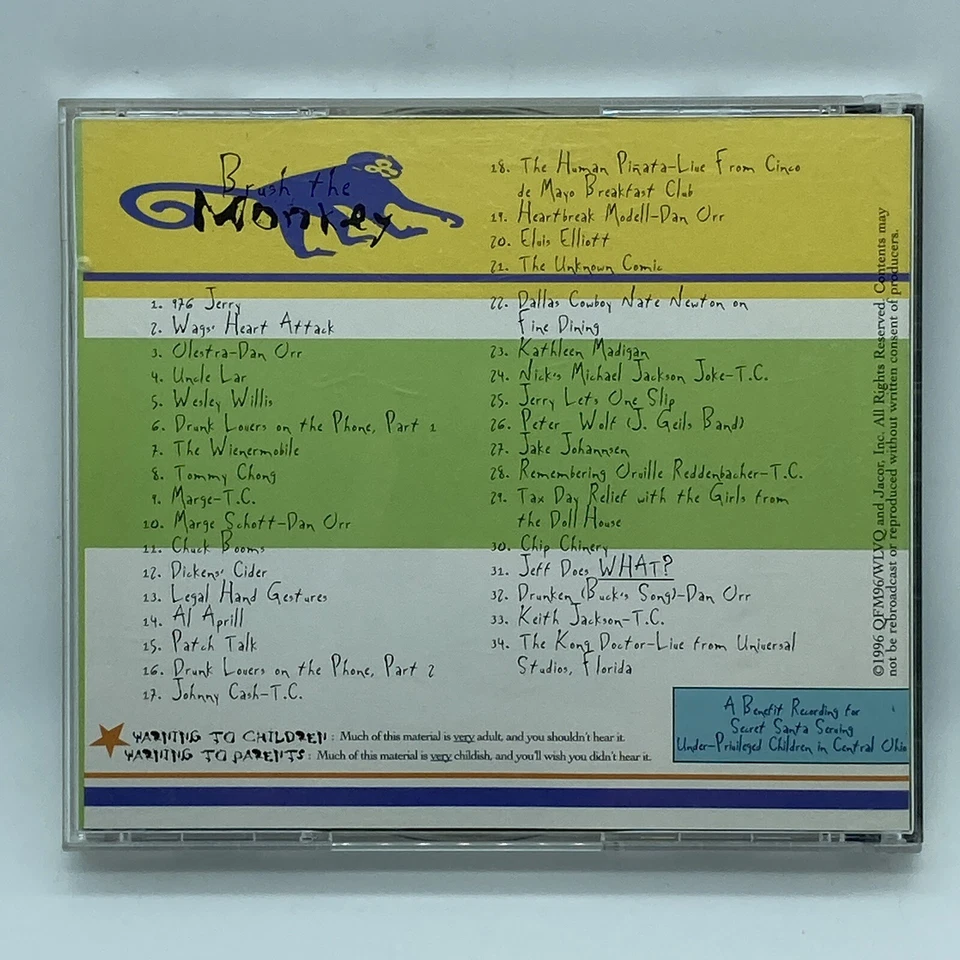 Brush the
Monkey
1. 976 Jerry
2. Wags' Heart Attack
3. Olestra-Dan Orr
4. Uncle Lar
5. Wesley Willis
6. Drunk Lovers on the Phone, Part 1
7. The Wienermobile
8. Tommy Chong
9. Marge-T.C.
10. Marge Schott-Dan Orr
11. Chuck Booms
12. Dickens' Cider
13. Legal Hand Gestures
14. Al Aprill
15. Patch Talk
16. Drunk Lovers on the Phone, Part 2
17. Johnny Cash-T.C.
18. The Human Piñata-Live From Cinco
de Mayo Breakfast Club
19. Heartbreak Modell-Dan Orr
20. Elvis Elliott
21. The Unknown Comic
22. Dallas Cowboy Nate Newton on
Fine Dining
23. Kathleen Madigan
24. Nick's Michael Jackson Joke-T.C.
25. Jerry Lets One Slip
26. Peter Wolf (J. Geils Band)
27. Jake Johannsen
28. Remembering Orville Reddenbacher-T.C.
29. Tax Day Relief with the Girls from
the Doll House
30. Chip Chinery
31. Jeff Does WHAT?
32. Drunken (Buck's Song)-Dan Orr
33. Keith Jackson-T.C.
34. The Kong Doctor-Live from Universal
Studios, Florida
©1996 QFM96/WLVQ and Jacor, Inc. All Rights Reserved. Contents may
not be rebroadcast or reproduced without written consent of producers.
WARNING TO CHILDREN: Much of this material is very adult, and you shouldn't hear it.
WARNING TO PARENTS: Much of this material is very childish, and you'll wish you didn't hear it.
A Benefit Recording for
Secret Santa Serving
Under-Privileged Children in Central Ohio